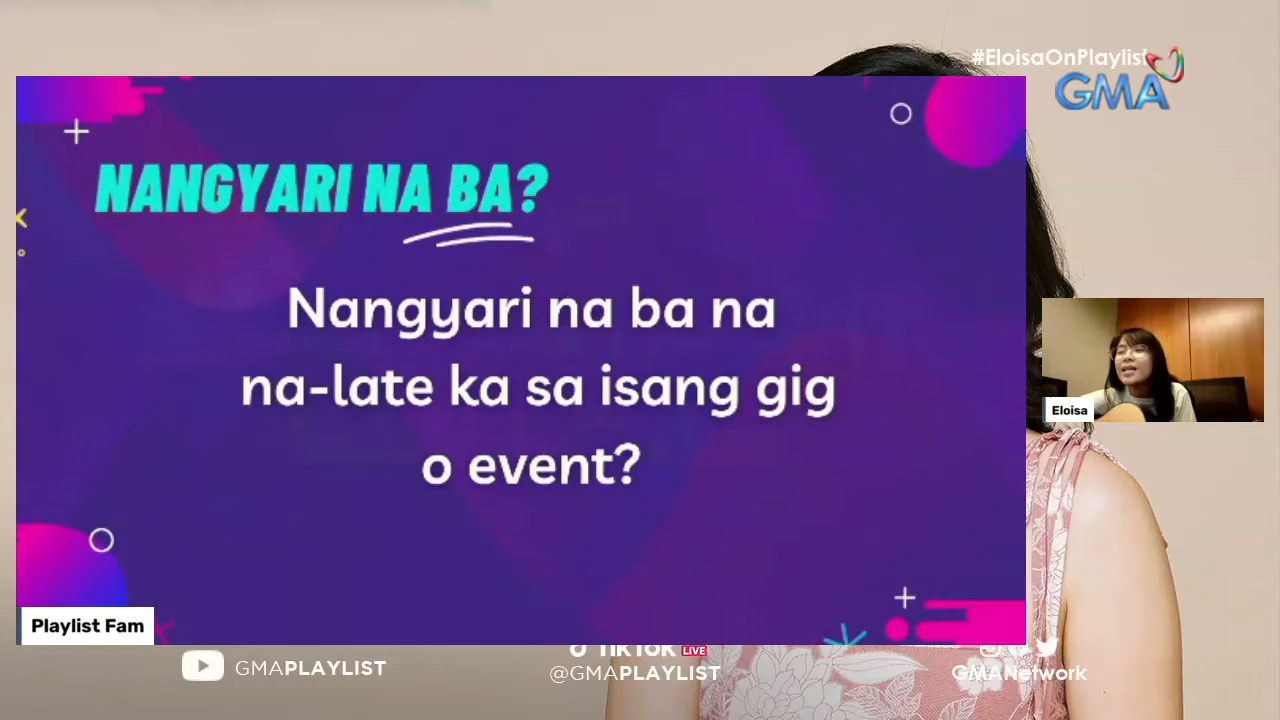 #EloisaOnPlaylist
GMA
NANGYARI NA BA?
Nangyari na ba na
na-late ka sa isang gig
o event?
Eloisa
Playlist Fam
GMAPLAYLIST
TIKTOK LIVE
@GMAPLAYLIST
GMANetwork